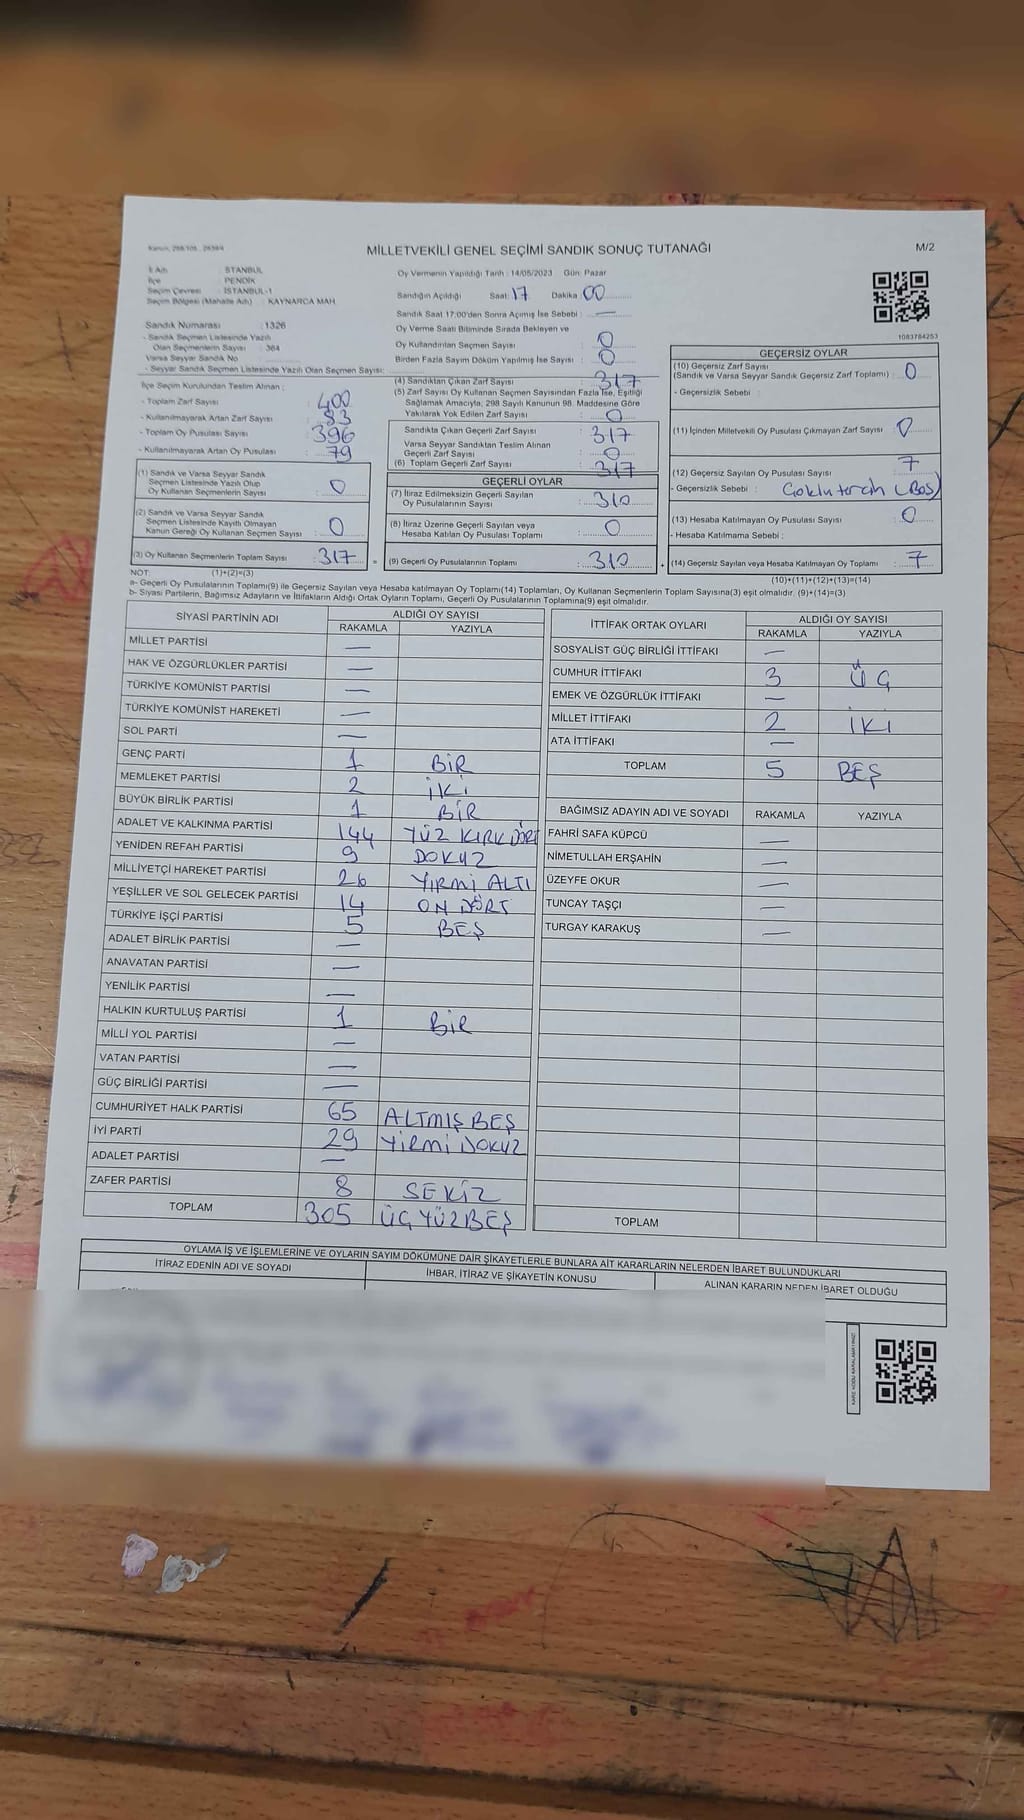 MİLLETVEKİLİ GENEL SEÇİMİ SANDIK SONUÇ TUTANAĞI
M/2
İl Adı : İSTANBUL
İlçe : PENDİK
Seçim Çevresi : İSTANBUL-1
Seçim Bölgesi (Mahalle Adı) : KAYNARCA MAH.
Oy Vermenin Yapıldığı Tarih : 14/05/2023 Gün: Pazar
Sandığın Açıldığı Saat: 17 Dakika 00
Sandık Saat 17:00'den Sonra Açımış İse Sebebi : —
Oy Verme Saati Bitiminde Sırada Bekleyen ve
Oy Kullandırılan Seçmen Sayısı : 0
Birden Fazla Sayım Döküm Yapılmış İse Sayısı : 0
1083784253
Sandık Numarası : 1326
- Sandık Seçmen Listesinde Yazılı
Olan Seçmenlerin Sayısı : 384
Varsa Seyyar Sandık No
- Seyyar Sandık Seçmen Listesinde Yazılı Olan Seçmen Sayısı:
İlçe Seçim Kurulundan Teslim Alınan ;
- Toplam Zarf Sayısı : 400
- Kullanılmayarak Artan Zarf Sayısı : 83
- Toplam Oy Pusulası Sayısı : 396
- Kullanılmayarak Artan Oy Pusulası : 79
(1) Sandık ve Varsa Seyyar Sandık
Seçmen Listesinde Yazılı Olup
Oy Kullanan Seçmenlerin Sayısı : 0
(2) Sandık ve Varsa Seyyar Sandık
Seçmen Listesinde Kayıtlı Olmayan
Kanun Gereği Oy Kullanan Seçmen Sayısı : 0
(3) Oy Kullanan Seçmenlerin Toplam Sayısı : 317
(4) Sandıktan Çıkan Zarf Sayısı : 317
(5) Zarf Sayısı Oy Kullanan Seçmen Sayısından Fazla İse, Eşitliği
Sağlamak Amacıyla, 298 Sayılı Kanunun 98. Maddesine Göre
Yakılarak Yok Edilen Zarf Sayısı : 0
Sandıkta Çıkan Geçerli Zarf Sayısı : 317
Varsa Seyyar Sandıktan Teslim Alınan
Geçerli Zarf Sayısı : 0
(6) Toplam Geçerli Zarf Sayısı : 317
GEÇERLİ OYLAR
(7) İtiraz Edilmeksizin Geçerli Sayılan
Oy Pusulalarının Sayısı : 310
(8) İtiraz Üzerine Geçerli Sayılan veya
Hesaba Katılan Oy Pusulası Toplamı : 0
= (9) Geçerli Oy Pusulalarının Toplamı : 310
GEÇERSİZ OYLAR
(10) Geçersiz Zarf Sayısı
(Sandık ve Varsa Seyyar Sandık Geçersiz Zarf Toplamı) : 0
- Geçersizlik Sebebi :
(11) İçinden Milletvekili Oy Pusulası Çıkmayan Zarf Sayısı : 0
(12) Geçersiz Sayılan Oy Pusulası Sayısı : 7
- Geçersizlik Sebebi : Çoklu tercih (Boş)
(13) Hesaba Katılmayan Oy Pusulası Sayısı : 0
- Hesaba Katılmama Sebebi :
+ (14) Geçersiz Sayılan veya Hesaba Katılmayan Oy Toplamı : 7
NOT: (1)+(2)=(3)
(10)+(11)+(12)+(13)=(14)
a- Geçerli Oy Pusulalarının Toplamı(9) ile Geçersiz Sayılan veya Hesaba katılmayan Oy Toplamı(14) Toplamları, Oy Kullanan Seçmenlerin Toplam Sayısına(3) eşit olmalıdır. (9)+(14)=(3)
b- Siyasi Partilerin, Bağımsız Adayların ve İttifakların Aldığı Ortak Oyların Toplamı, Geçerli Oy Pusulalarının Toplamına(9) eşit olmalıdır.
SİYASİ PARTİNİN ADI ALDIĞI OY SAYISI
RAKAMLA YAZIYLA
MİLLET PARTİSİ —
HAK VE ÖZGÜRLÜKLER PARTİSİ —
TÜRKİYE KOMÜNİST PARTİSİ —
TÜRKİYE KOMÜNİST HAREKETİ —
SOL PARTİ —
GENÇ PARTİ 1 BİR
MEMLEKET PARTİSİ 2 İKİ
BÜYÜK BİRLİK PARTİSİ 1 BİR
ADALET VE KALKINMA PARTİSİ 144 YÜZ KIRK DÖRT
YENİDEN REFAH PARTİSİ 9 DOKUZ
MİLLİYETÇİ HAREKET PARTİSİ 26 YIRMI ALTI
YEŞİLLER VE SOL GELECEK PARTİSİ 14 ON DÖRT
TÜRKİYE İŞÇİ PARTİSİ 5 BEŞ
ADALET BİRLİK PARTİSİ —
ANAVATAN PARTİSİ —
YENİLİK PARTİSİ —
HALKIN KURTULUŞ PARTİSİ 1 BİR
MİLLİ YOL PARTİSİ —
VATAN PARTİSİ —
GÜÇ BİRLİĞİ PARTİSİ —
CUMHURİYET HALK PARTİSİ 65 ALTMIŞ BEŞ
İYİ PARTİ 29 YİRMİ DOKUZ
ADALET PARTİSİ —
ZAFER PARTİSİ 8 SEKİZ
TOPLAM 305 ÜÇ YÜZ BEŞ
İTTİFAK ORTAK OYLARI ALDIĞI OY SAYISI
RAKAMLA YAZIYLA
SOSYALİST GÜÇ BİRLİĞİ İTTİFAKI —
CUMHUR İTTİFAKI 3 ÜÇ
EMEK VE ÖZGÜRLÜK İTTİFAKI —
MİLLET İTTİFAKI 2 İKİ
ATA İTTİFAKI —
TOPLAM 5 BEŞ
BAĞIMSIZ ADAYIN ADI VE SOYADI RAKAMLA YAZIYLA
FAHRİ SAFA KÜPCÜ —
NİMETULLAH ERŞAHİN —
ÜZEYFE OKUR —
TUNCAY TAŞÇI —
TURGAY KARAKUŞ —
TOPLAM
OYLAMA İŞ VE İŞLEMLERİNE VE OYLARIN SAYIM DÖKÜMÜNE DAİR ŞİKAYETLERLE BUNLARA AİT KARARLARIN NELERDEN İBARET BULUNDUKLARI
İTİRAZ EDENİN ADI VE SOYADI İHBAR, İTİRAZ VE ŞİKAYETİN KONUSU ALINAN KARARIN NEDEN İBARET OLDUĞU
KARE KODU KARALAMAYINIZ!